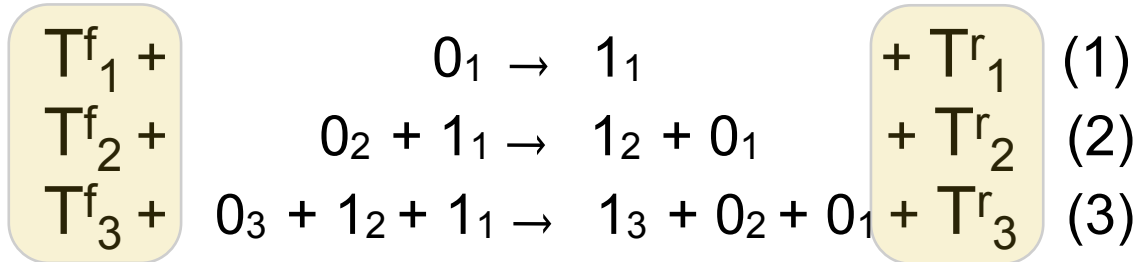 Tᶠ₁ + 0₁ → 1₁ + Tʳ₁ (1)
Tᶠ₂ + 0₂ + 1₁ → 1₂ + 0₁ + Tʳ₂ (2)
Tᶠ₃ + 0₃ + 1₂ + 1₁ → 1₃ + 0₂ + 0₁ + Tʳ₃ (3)